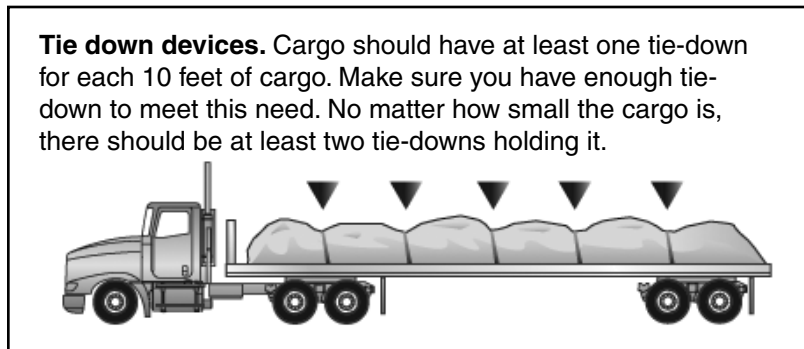 Tie down devices. Cargo should have at least one tie-down
for each 10 feet of cargo. Make sure you have enough tie-
down to meet this need. No matter how small the cargo is,
there should be at least two tie-downs holding it.